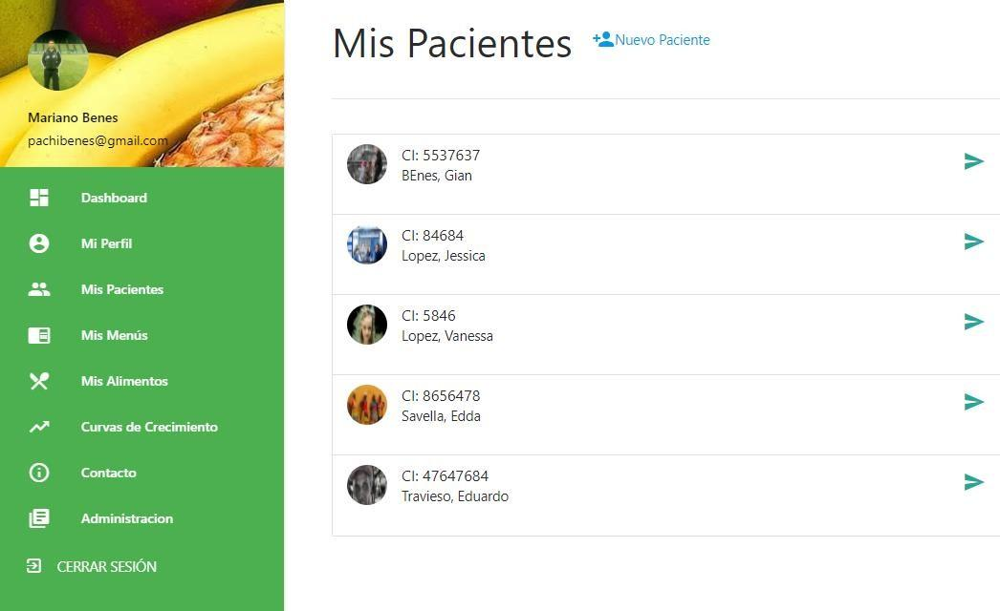 Mariano Benes
pachibenes@gmail.com
Dashboard
Mi Perfil
Mis Pacientes
Mis Menús
Mis Alimentos
Curvas de Crecimiento
Contacto
Administracion
CERRAR SESIÓN
Mis Pacientes
Nuevo Paciente
CI: 5537637
BEnes, Gian
CI: 84684
Lopez, Jessica
CI: 5846
Lopez, Vanessa
CI: 8656478
Savella, Edda
CI: 47647684
Travieso, Eduardo